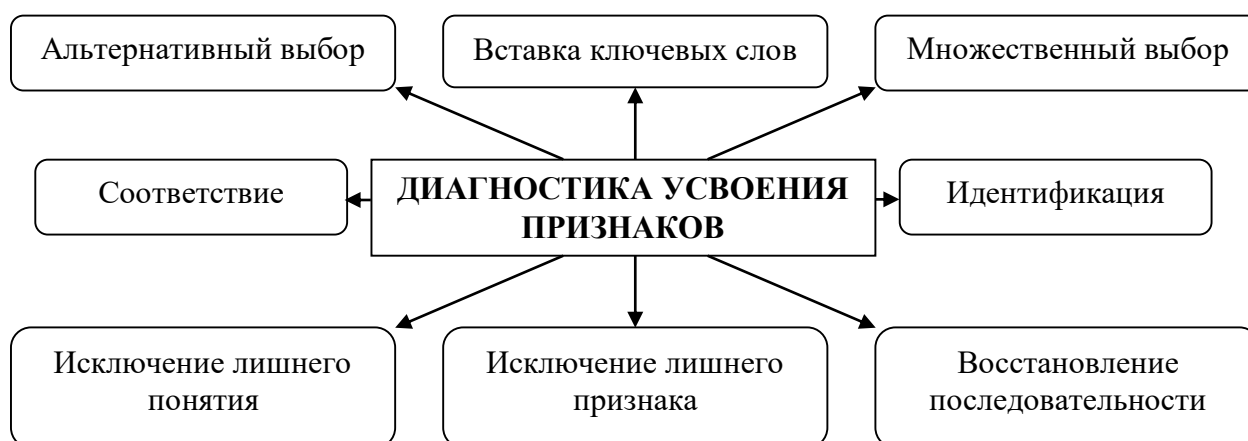 Альтернативный выбор
Вставка ключевых слов
Множественный выбор
Соответствие
ДИАГНОСТИКА УСВОЕНИЯ
ПРИЗНАКОВ
Идентификация
Исключение лишнего
понятия
Исключение лишнего
признака
Восстановление
последовательности